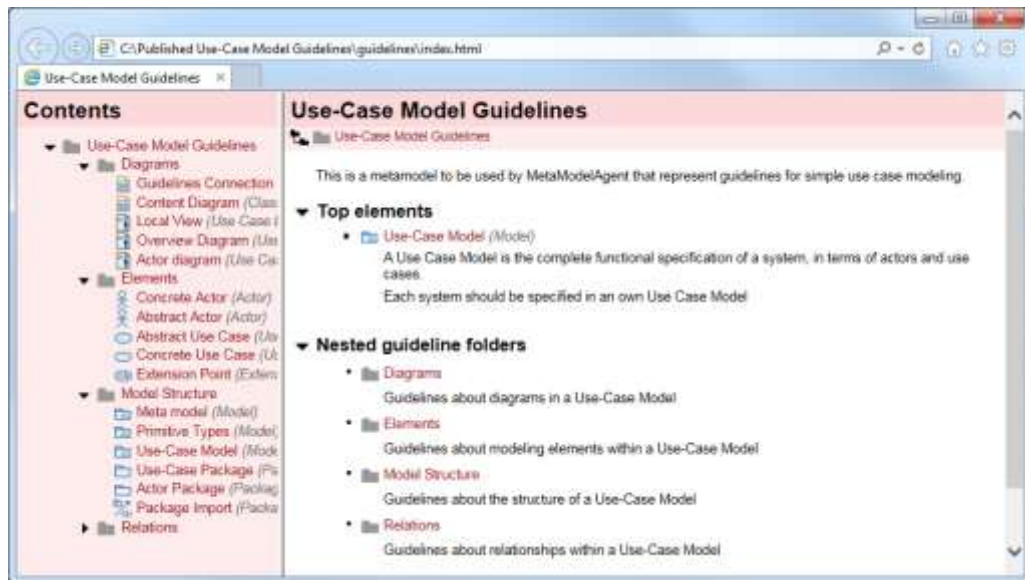 C:\Published Use-Case Model Guidelines\guidelines\index.html
Use-Case Model Guidelines
Contents
Use-Case Model Guidelines
Diagrams
Guidelines Connection
Content Diagram (Class
Local View (Use Case
Overview Diagram (Use
Actor diagram (Use Ca
Elements
Concrete Actor (Actor)
Abstract Actor (Actor)
Abstract Use Case (Us
Concrete Use Case (U
Extension Point (Extens
Model Structure
Meta model (Model)
Primitive Types (Model,
Use-Case Model (Mode
Use-Case Package (Pa
Actor Package (Packag
Package Import (Packa
Relations
Use-Case Model Guidelines
Use-Case Model Guidelines
This is a metamodel to be used by MetaModelAgent that represent guidelines for simple use case modeling.
Top elements
Use-Case Model (Model)
A Use Case Model is the complete functional specification of a system, in terms of actors and use
cases.
Each system should be specified in an own Use Case Model
Nested guideline folders
Diagrams
Guidelines about diagrams in a Use-Case Model
Elements
Guidelines about modeling elements within a Use-Case Model
Model Structure
Guidelines about the structure of a Use-Case Model
Relations
Guidelines about relationships within a Use-Case Model